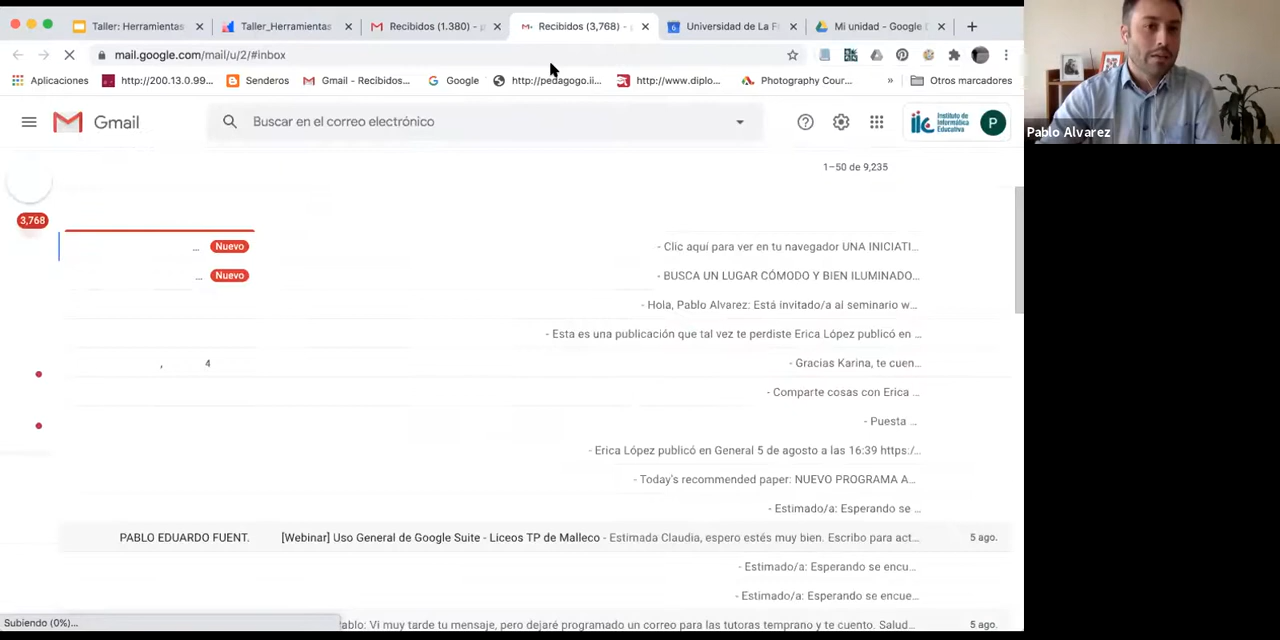 Taller: Herramientas
Taller_Herramientas
Recibidos (1.380) - p
Recibidos (3,768) -
Universidad de La F
Mi unidad - Google
mail.google.com/mail/u/2/#inbox
Aplicaciones http://200.13.0.99... Senderos Gmail - Recibidos... Google http://pedagogo.ii... http://www.diplo... Photography Cour... » Otros marcadores
Gmail
Buscar en el correo electrónico
iie Instituto de Informática Educativa
P
Pablo Alvarez
1–50 de 9,235
3,768
... Nuevo - Clic aquí para ver en tu navegador UNA INICIATI...
... Nuevo - BUSCA UN LUGAR CÓMODO Y BIEN ILUMINADO...
- Hola, Pablo Alvarez: Está invitado/a al seminario w...
- Esta es una publicación que tal vez te perdiste Erica López publicó en ...
, 4 - Gracias Karina, te cuen...
- Comparte cosas con Erica ...
- Puesta ...
- Erica López publicó en General 5 de agosto a las 16:39 https:/...
- Today's recommended paper: NUEVO PROGRAMA A...
- Estimado/a: Esperando se ...
PABLO EDUARDO FUENT. [Webinar] Uso General de Google Suite - Liceos TP de Malleco - Estimada Claudia, espero estés muy bien. Escribo para act... 5 ago.
- Estimado/a: Esperando se encu...
- Estimado/a: Esperando se encue...
Subiendo (0%)...
ablo: Vi muy tarde tu mensaje, pero dejaré programado un correo para las tutoras temprano y te cuento. Salud... 5 ago.